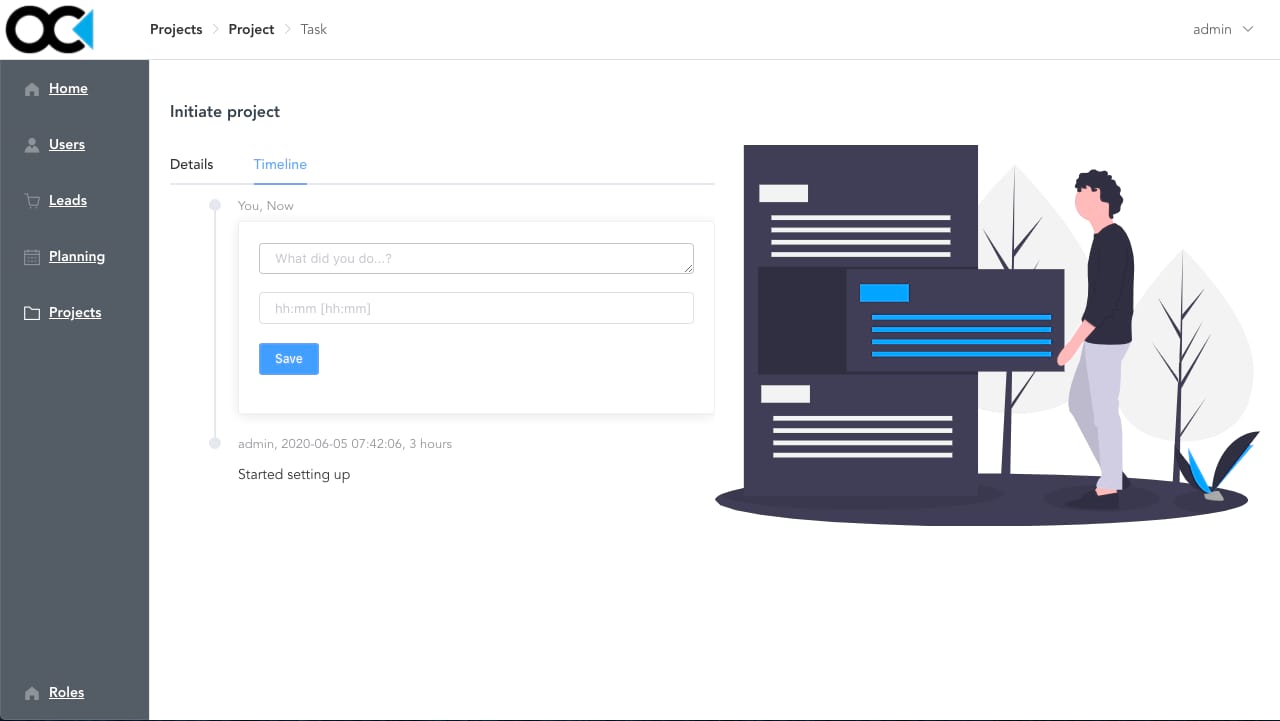 OC
Projects Project Task
admin
Home
Users
Leads
Planning
Projects
Roles
Initiate project
Details Timeline
You, Now
What did you do...?
hh:mm [hh:mm]
Save
admin, 2020-06-05 07:42:06, 3 hours
Started setting up